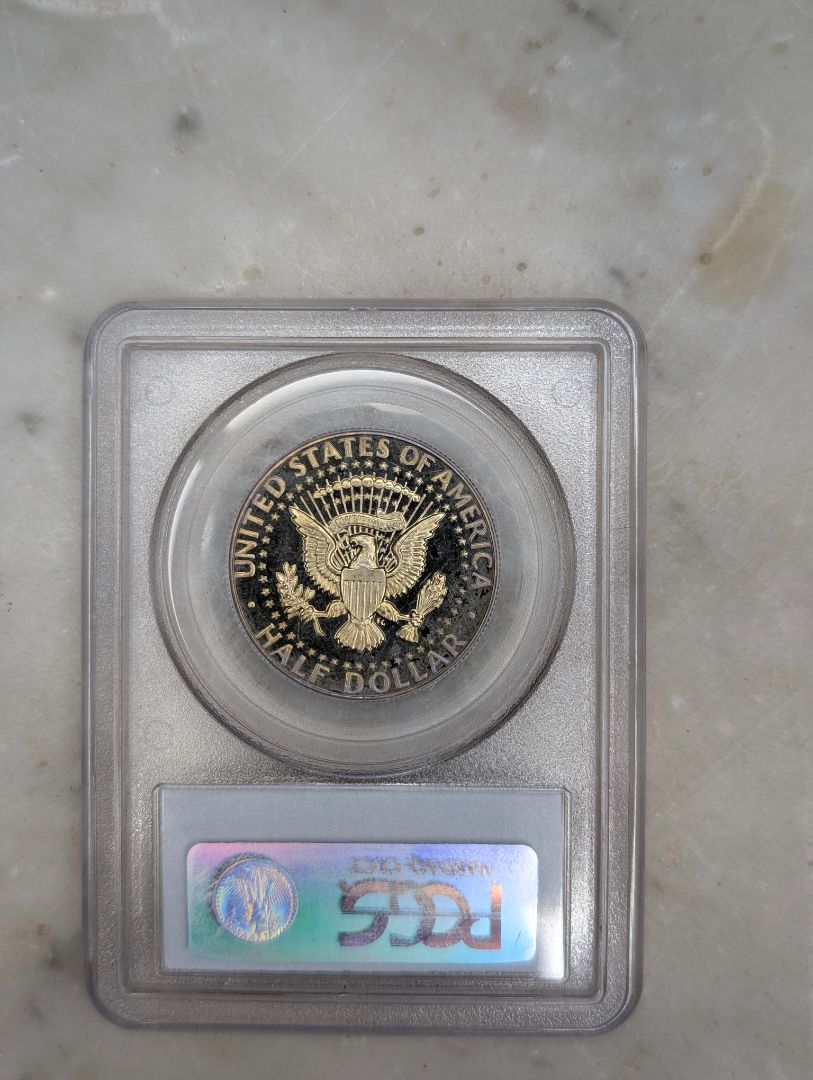 UNITED STATES OF AMERICA
• HALF DOLLAR •
PCGS